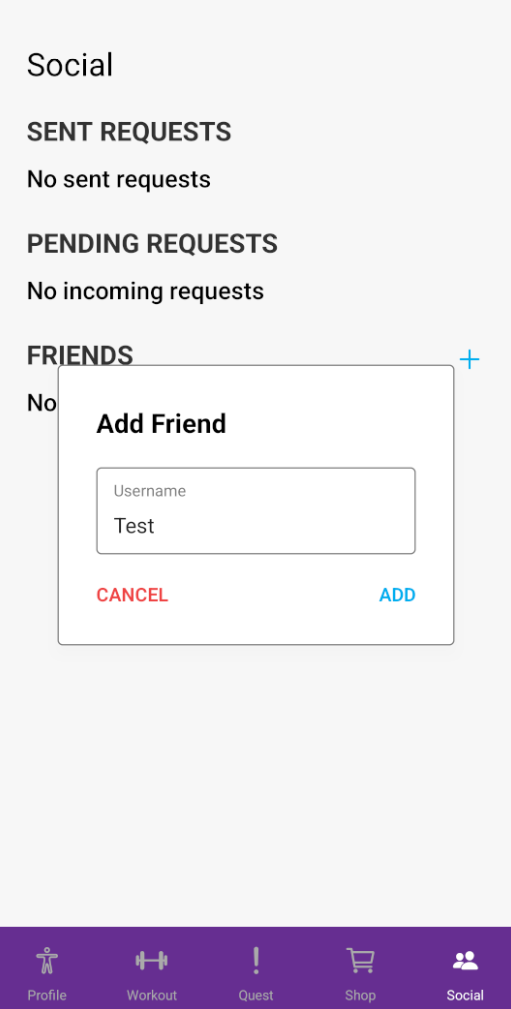 Social
SENT REQUESTS
No sent requests
PENDING REQUESTS
No incoming requests
FRIENDS
No
Add Friend
Username
Test
CANCEL ADD
Profile Workout Quest Shop Social